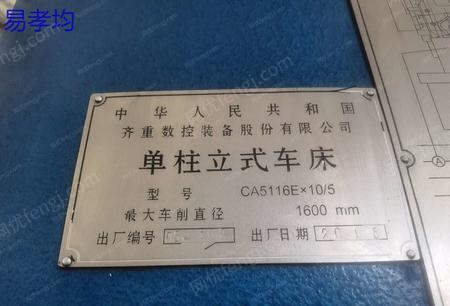 易孝均
中华人民共和国
齐重数控装备股份有限公司
单柱立式车床
型号 CA5116E×10/5
最大车削直径 1600 mm
出厂编号 出厂日期